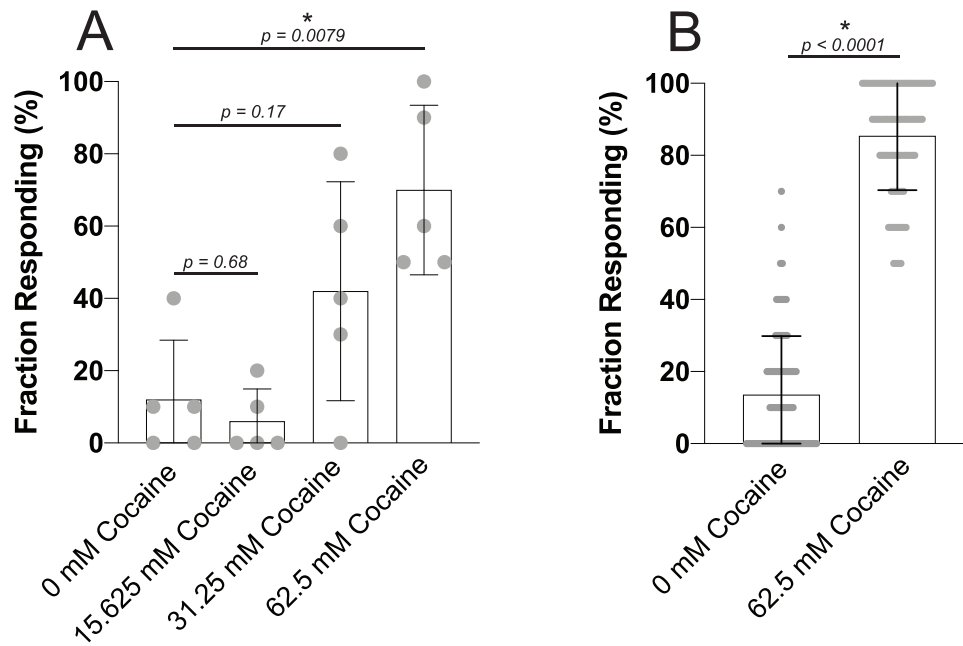 A
*
p = 0.0079
p = 0.17
p = 0.68
Fraction Responding (%)
100
80
60
40
20
0
0 mM Cocaine
15.625 mM Cocaine
31.25 mM Cocaine
62.5 mM Cocaine
B
*
p < 0.0001
Fraction Responding (%)
100
80
60
40
20
0
0 mM Cocaine
62.5 mM Cocaine